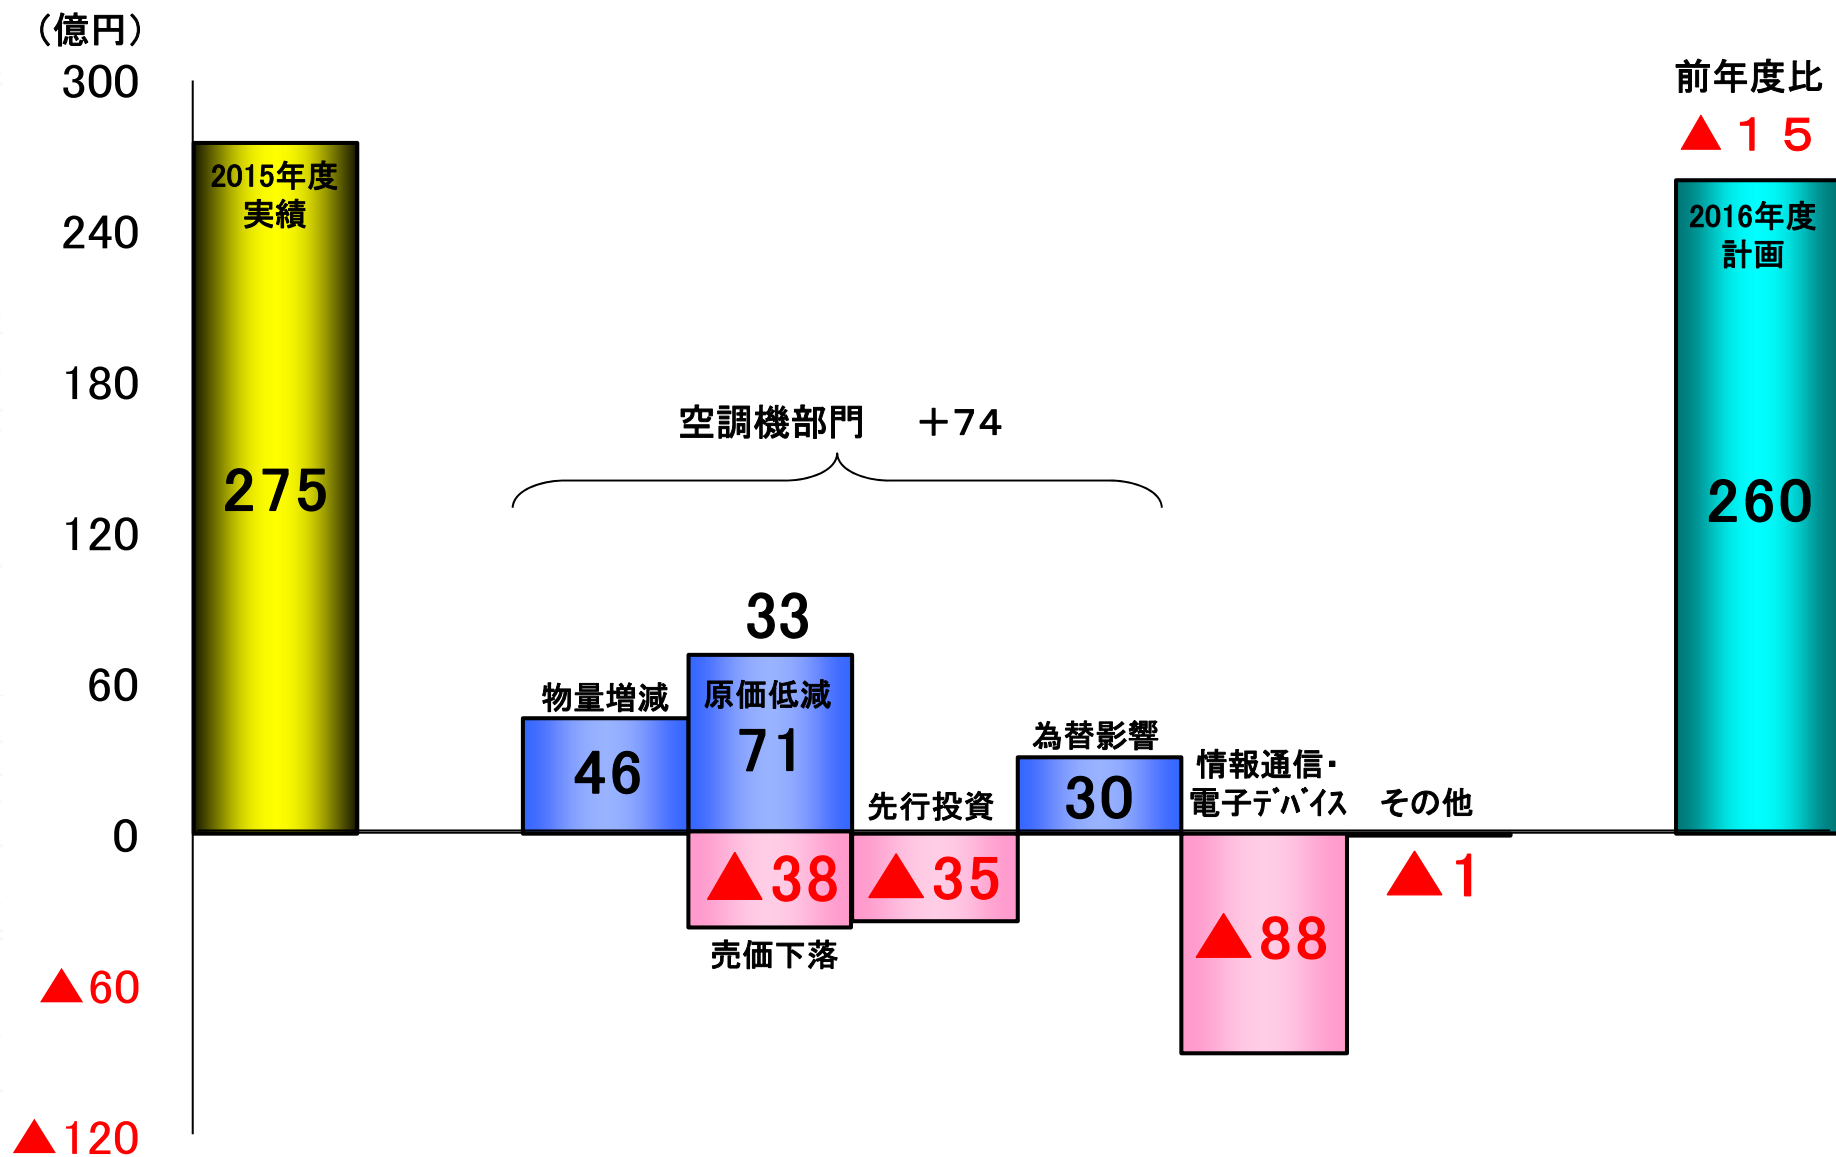 （億円）
300
240
180
120
60
0
▲60
▲120
2015年度
実績
275
空調機部門　＋74
物量増減
46
33
原価低減
71
▲38
売価下落
先行投資
▲35
為替影響
30
情報通信・
電子ﾃﾞﾊﾞｲｽ
▲88
その他
▲1
前年度比
▲１５
2016年度
計画
260